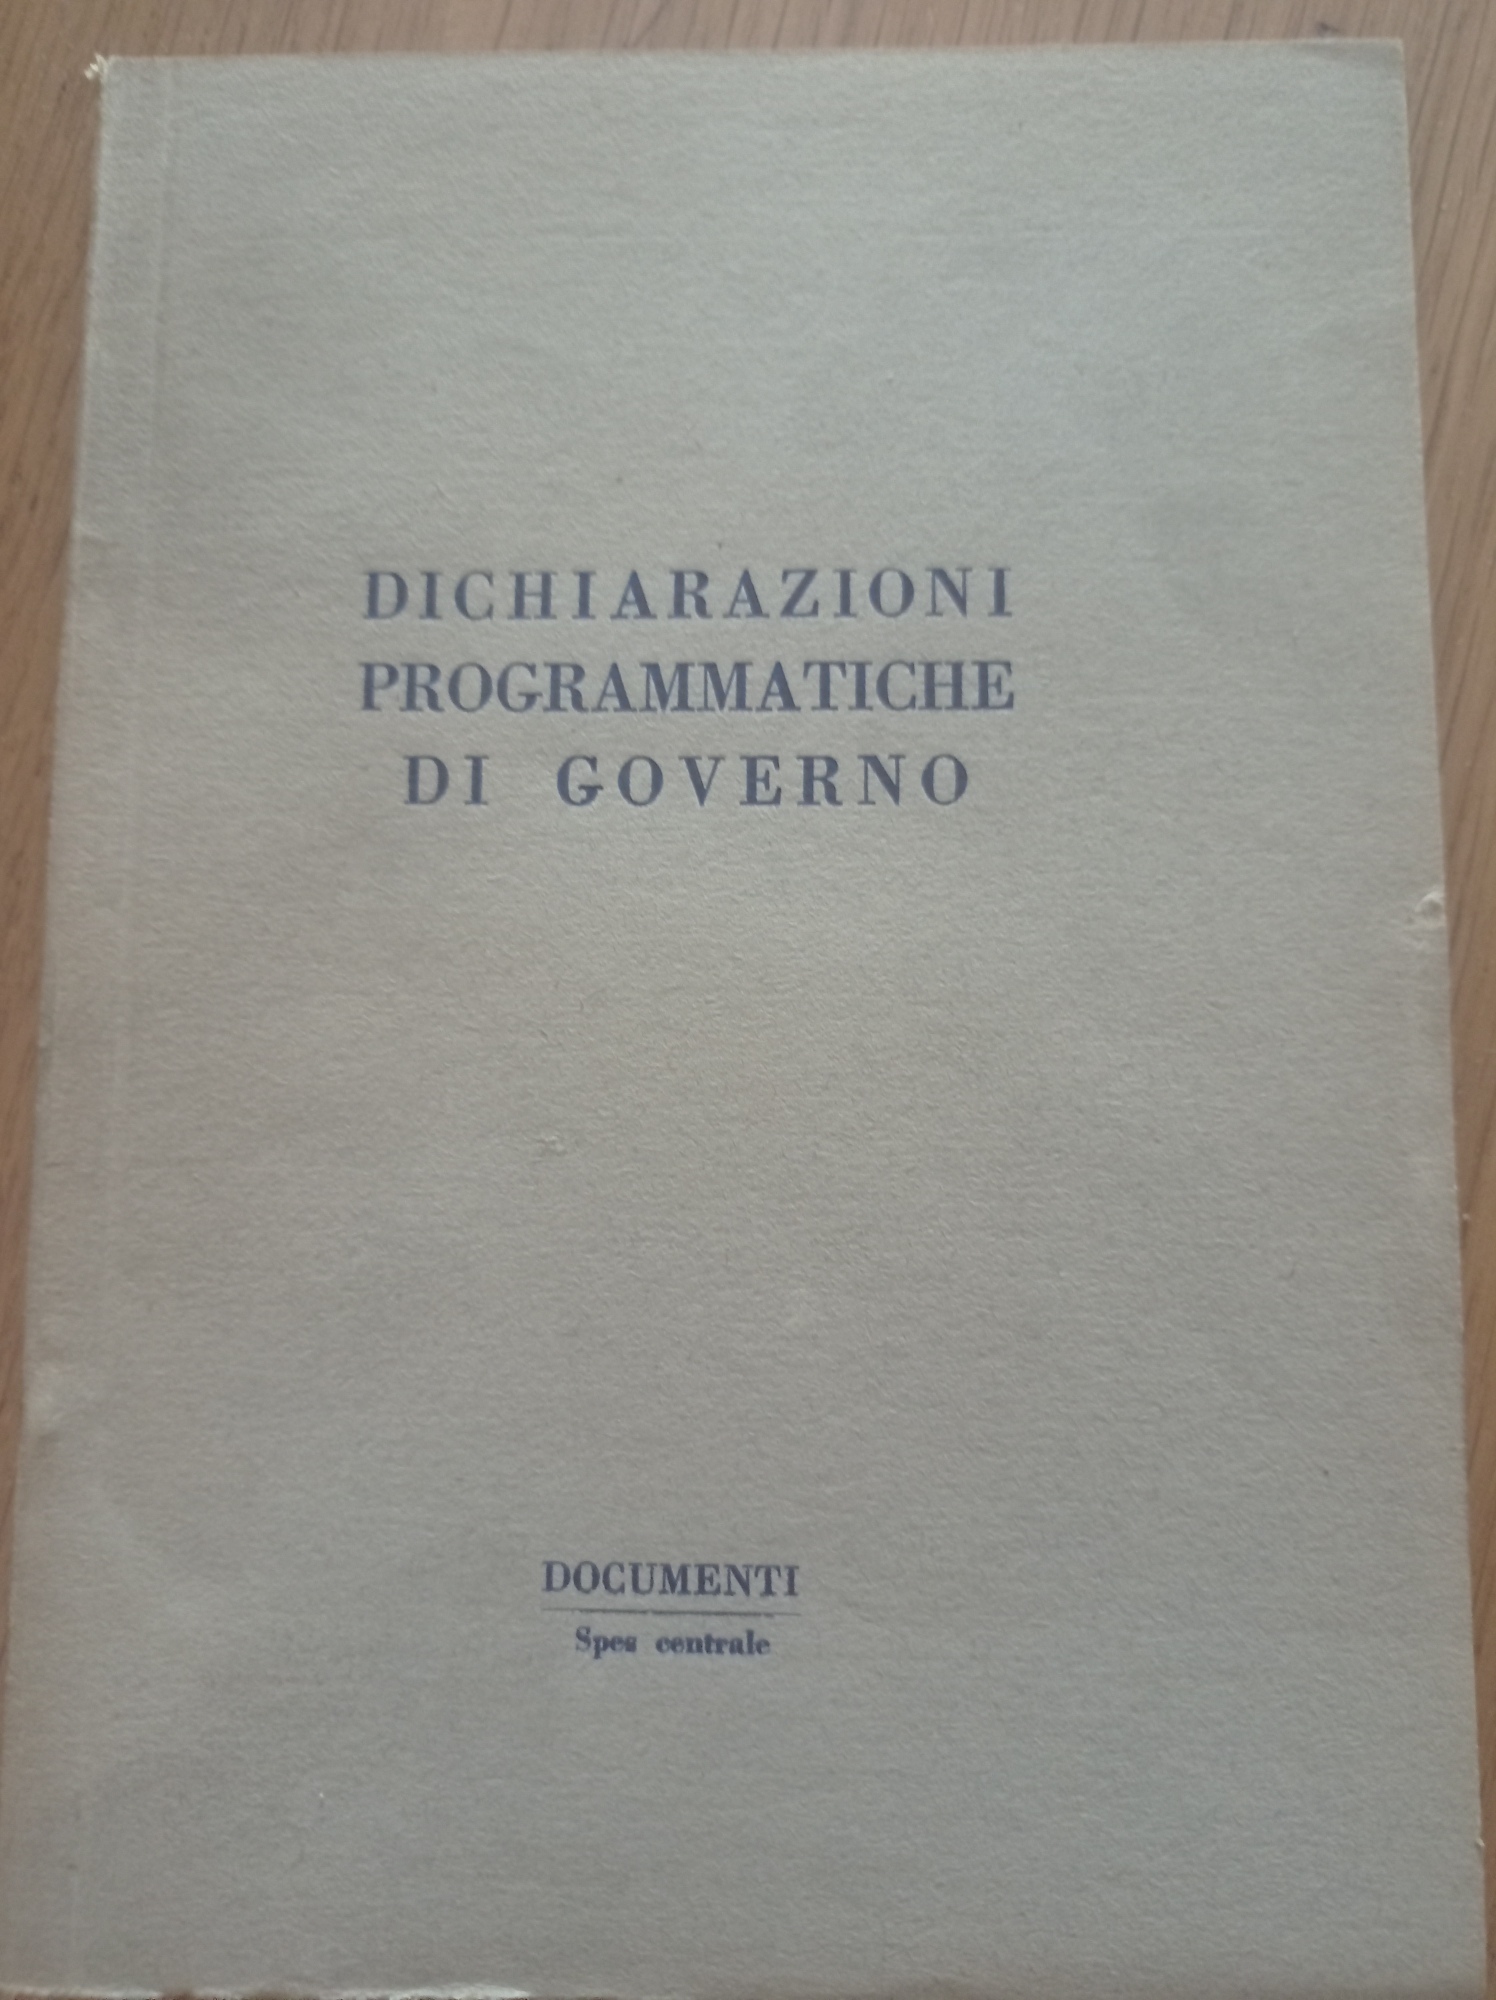 DICHIARAZIONI
PROGRAMMATICHE
DI GOVERNO
DOCUMENTI
Spes centrale